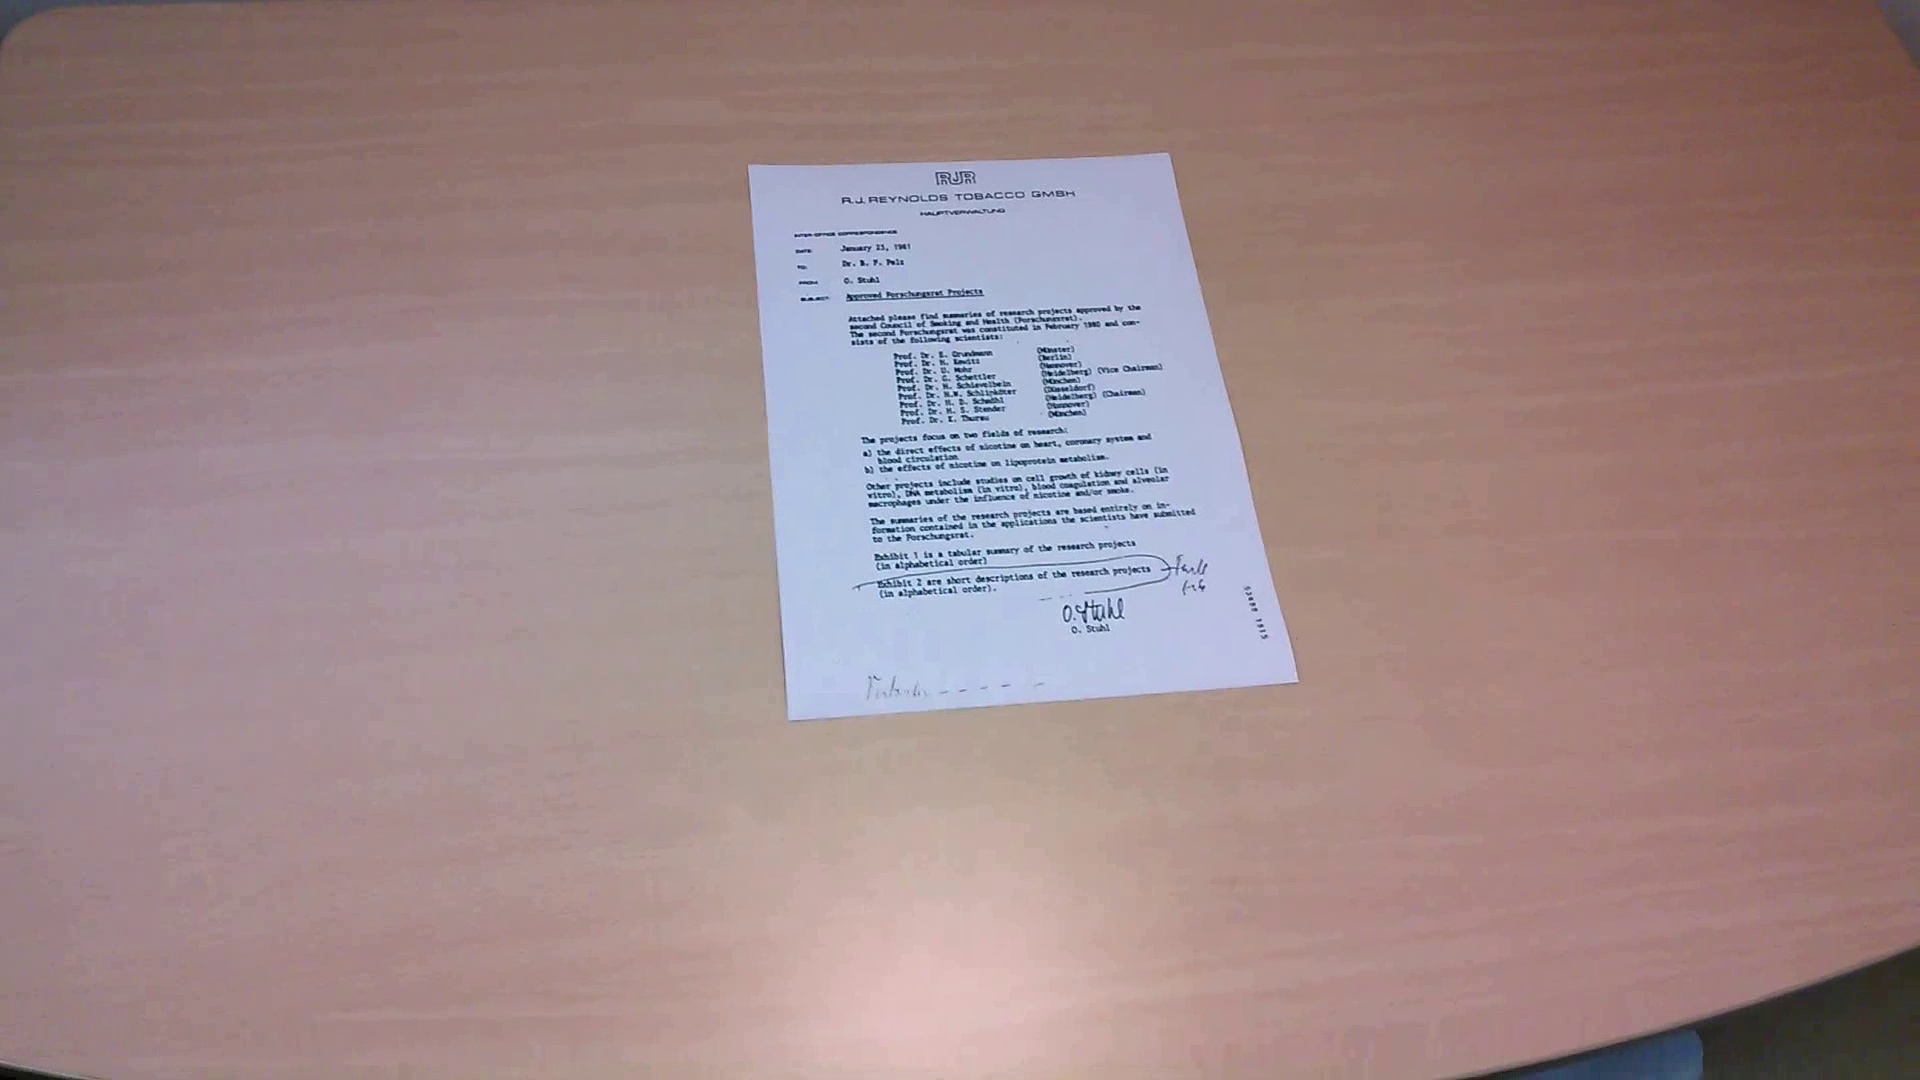 RJR
R.J. REYNOLDS TOBACCO GMBH
HAUPTVERWALTUNG
INTER-OFFICE CORRESPONDENCE
DATE: January 23, 1981
TO: Dr. B. F. Pelz
FROM: O. Stuhl
SUBJECT: Approved Forschungsrat Projects
Attached please find summaries of research projects approved by the
second Council of Smoking and Health (Forschungsrat).
The second Forschungsrat was constituted in February 1980 and con-
sists of the following scientists:
Prof. Dr. E. Grundmann (Münster)
Prof. Dr. H. Kewitz (Berlin)
Prof. Dr. U. Mohr (Hannover)
Prof. Dr. G. Schettler (Heidelberg) (Vice Chairman)
Prof. Dr. H. Schievelbein (München)
Prof. Dr. H.W. Schlipköter (Düsseldorf)
Prof. Dr. H. D. Schmähl (Heidelberg) (Chairman)
Prof. Dr. H. S. Stender (Hannover)
Prof. Dr. K. Thurau (München)
The projects focus on two fields of research:
a) the direct effects of nicotine on heart, coronary system and
blood circulation
b) the effects of nicotine on lipoprotein metabolism.
Other projects include studies on cell growth of kidney cells (in
vitro), DNA metabolism (in vitro), blood coagulation and alveolar
macrophages under the influence of nicotine and/or smoke.
The summaries of the research projects are based entirely on in-
formation contained in the applications the scientists have submitted
to the Forschungsrat.
Exhibit 1 is a tabular summary of the research projects
(in alphabetical order)
Exhibit 2 are short descriptions of the research projects
(in alphabetical order).
O. Stuhl
O. Stuhl